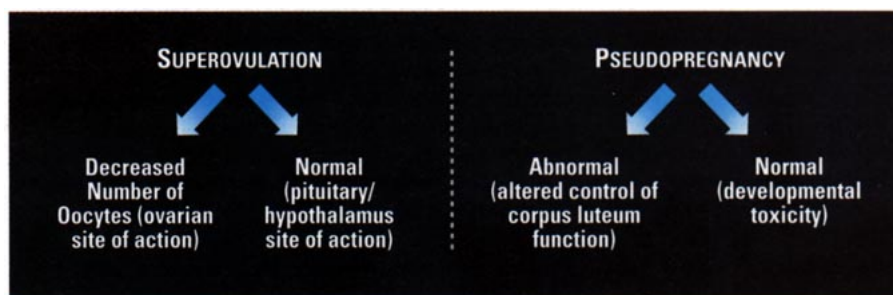 SUPEROVULATION
Decreased
Number of
Oocytes (ovarian
site of action)
Normal
(pituitary/
hypothalamus
site of action)
PSEUDOPREGNANCY
Abnormal
(altered control of
corpus luteum
function)
Normal
(developmental
toxicity)